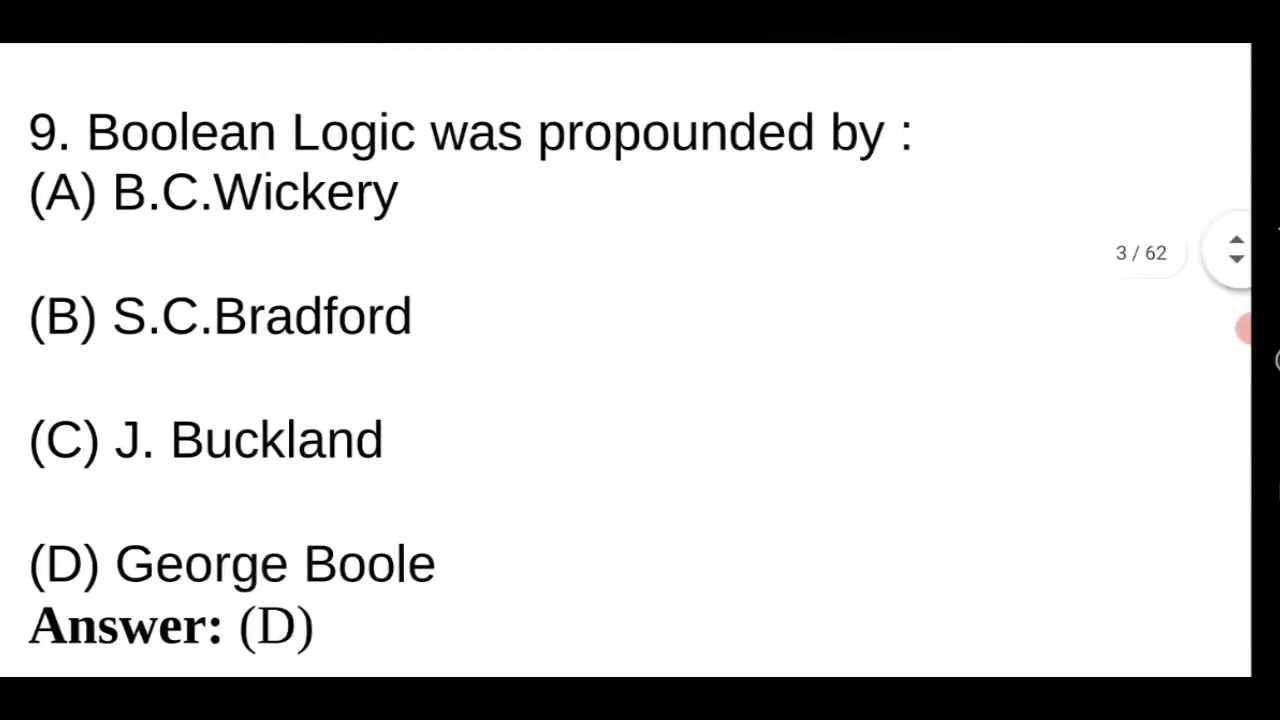 9. Boolean Logic was propounded by :
(A) B.C.Wickery
3 / 62
(B) S.C.Bradford
(C) J. Buckland
(D) George Boole
Answer: (D)